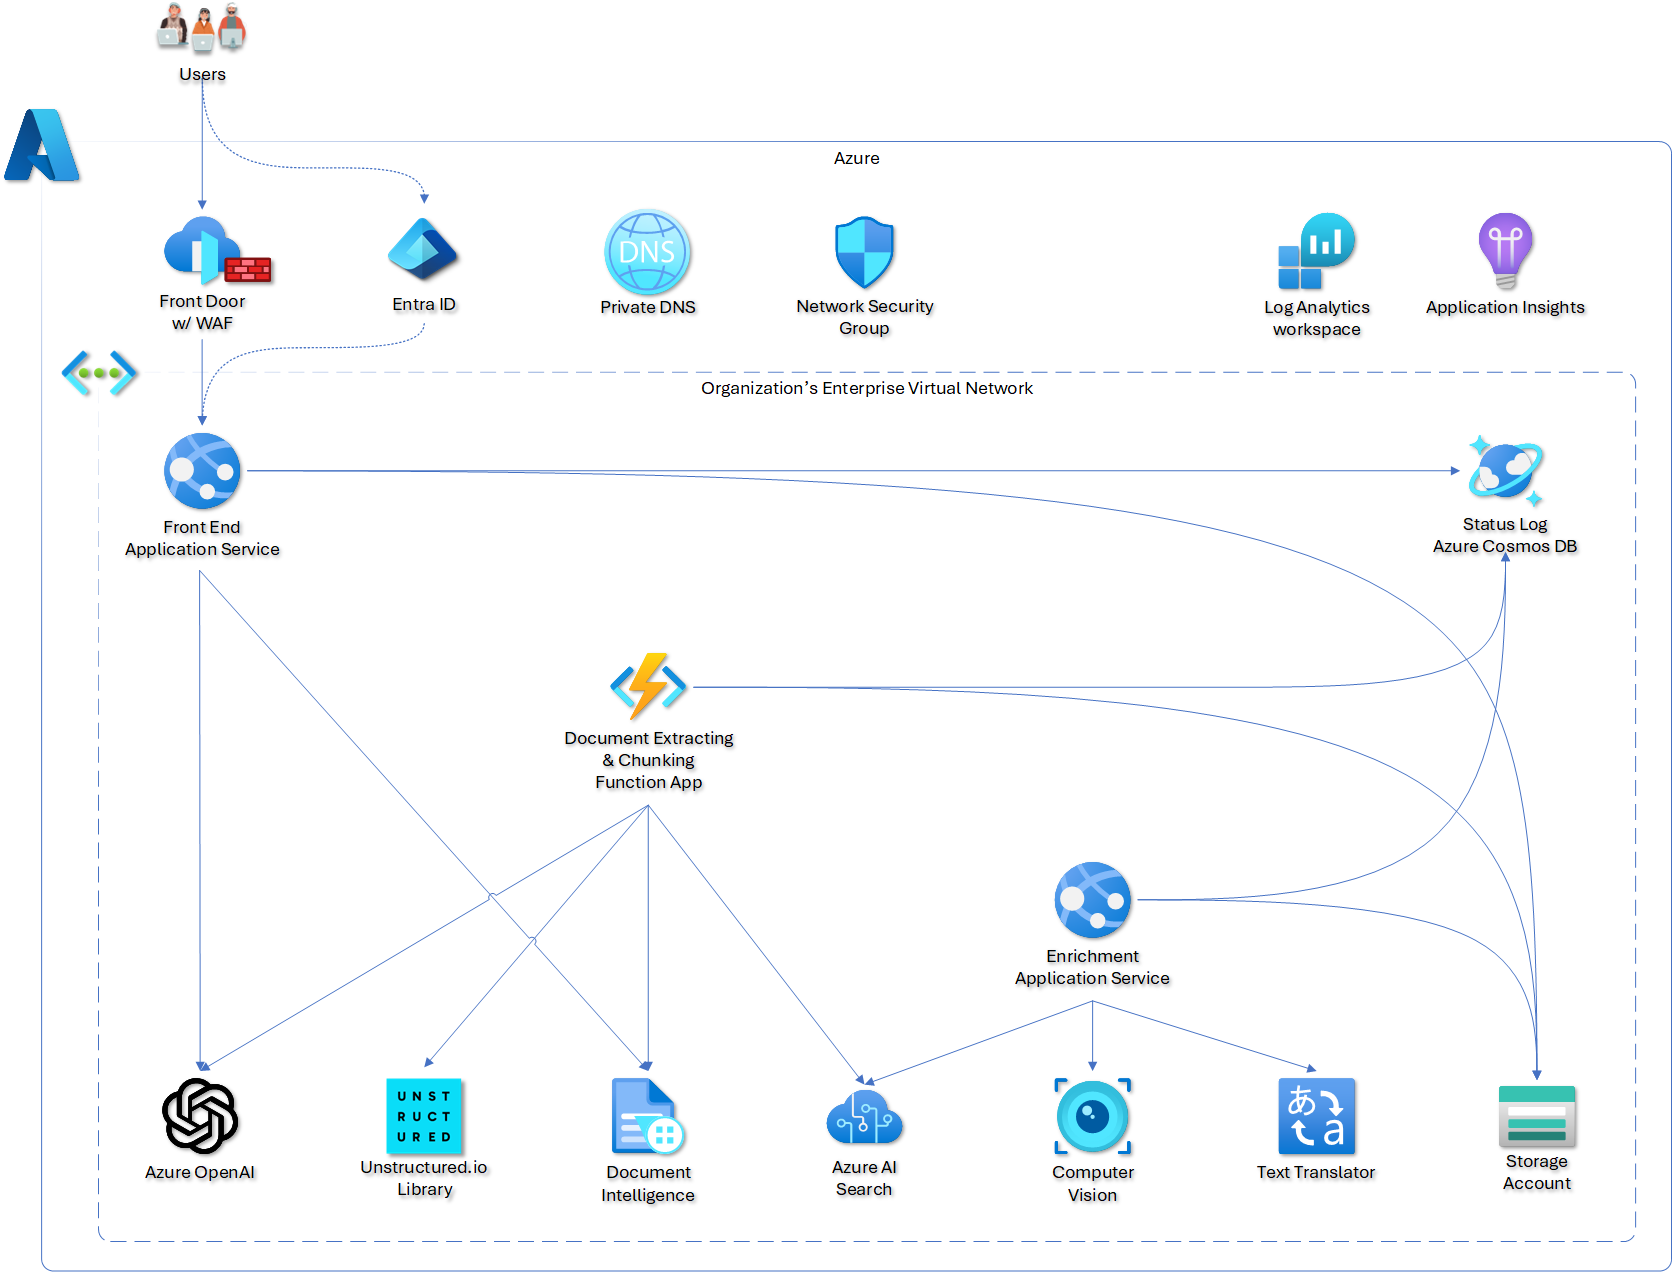 Users
Azure
Front Door
w/ WAF
Entra ID
DNS
Private DNS
Network Security
Group
Log Analytics
workspace
Application Insights
Organization's Enterprise Virtual Network
Front End
Application Service
Status Log
Azure Cosmos DB
Document Extracting
& Chunking
Function App
Enrichment
Application Service
Azure OpenAI
UNST
RUCT
URED
Unstructured.io
Library
Document
Intelligence
Azure AI
Search
Computer
Vision
あ
a
Text Translator
Storage
Account